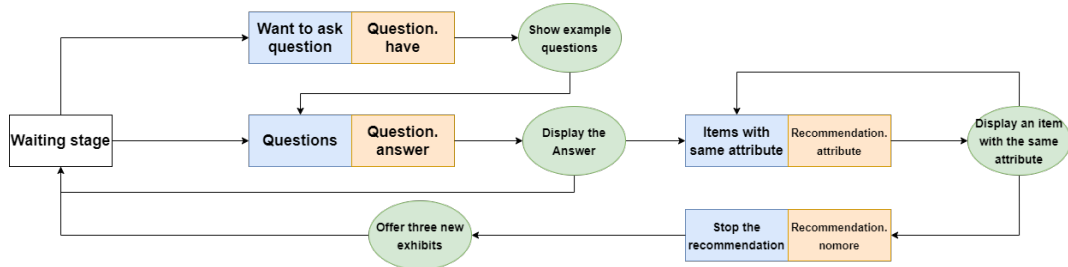 Want to ask
question
Question.
have
Show example
questions
Waiting stage
Questions
Question.
answer
Display the
Answer
Items with
same attribute
Recommendation.
attribute
Display an item
with the same
attribute
Offer three new
exhibits
Stop the
recommendation
Recommendation.
nomore